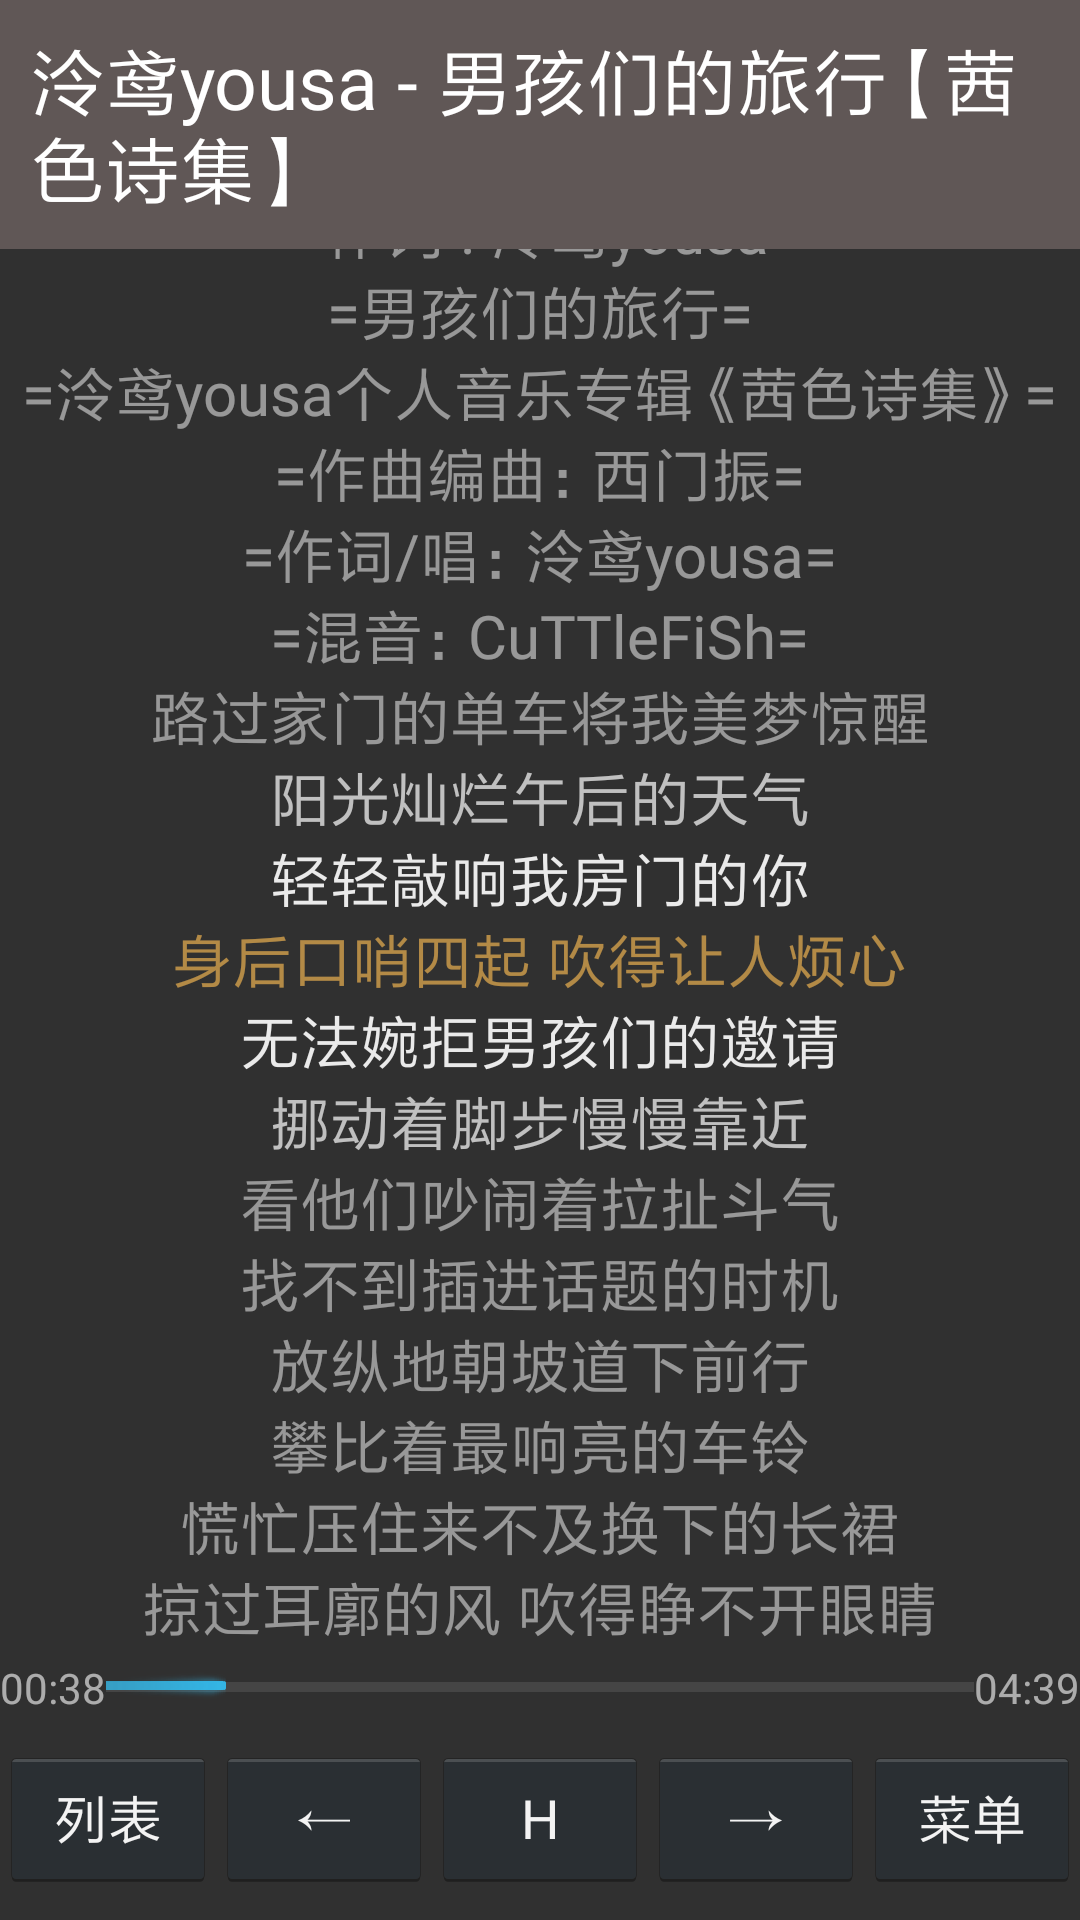 泠鸢yousa - 男孩们的旅行【茜
色诗集】
作词：泠鸢yousa
=男孩们的旅行=
=泠鸢yousa个人音乐专辑《茜色诗集》=
=作曲编曲：西门振=
=作词/唱：泠鸢yousa=
=混音：CuTTleFiSh=
路过家门的单车将我美梦惊醒
阳光灿烂午后的天气
轻轻敲响我房门的你
身后口哨四起 吹得让人烦心
无法婉拒男孩们的邀请
挪动着脚步慢慢靠近
看他们吵闹着拉扯斗气
找不到插进话题的时机
放纵地朝坡道下前行
攀比着最响亮的车铃
慌忙压住来不及换下的长裙
掠过耳廓的风 吹得睁不开眼睛
00:38 04:39
列表 ← H → 菜单